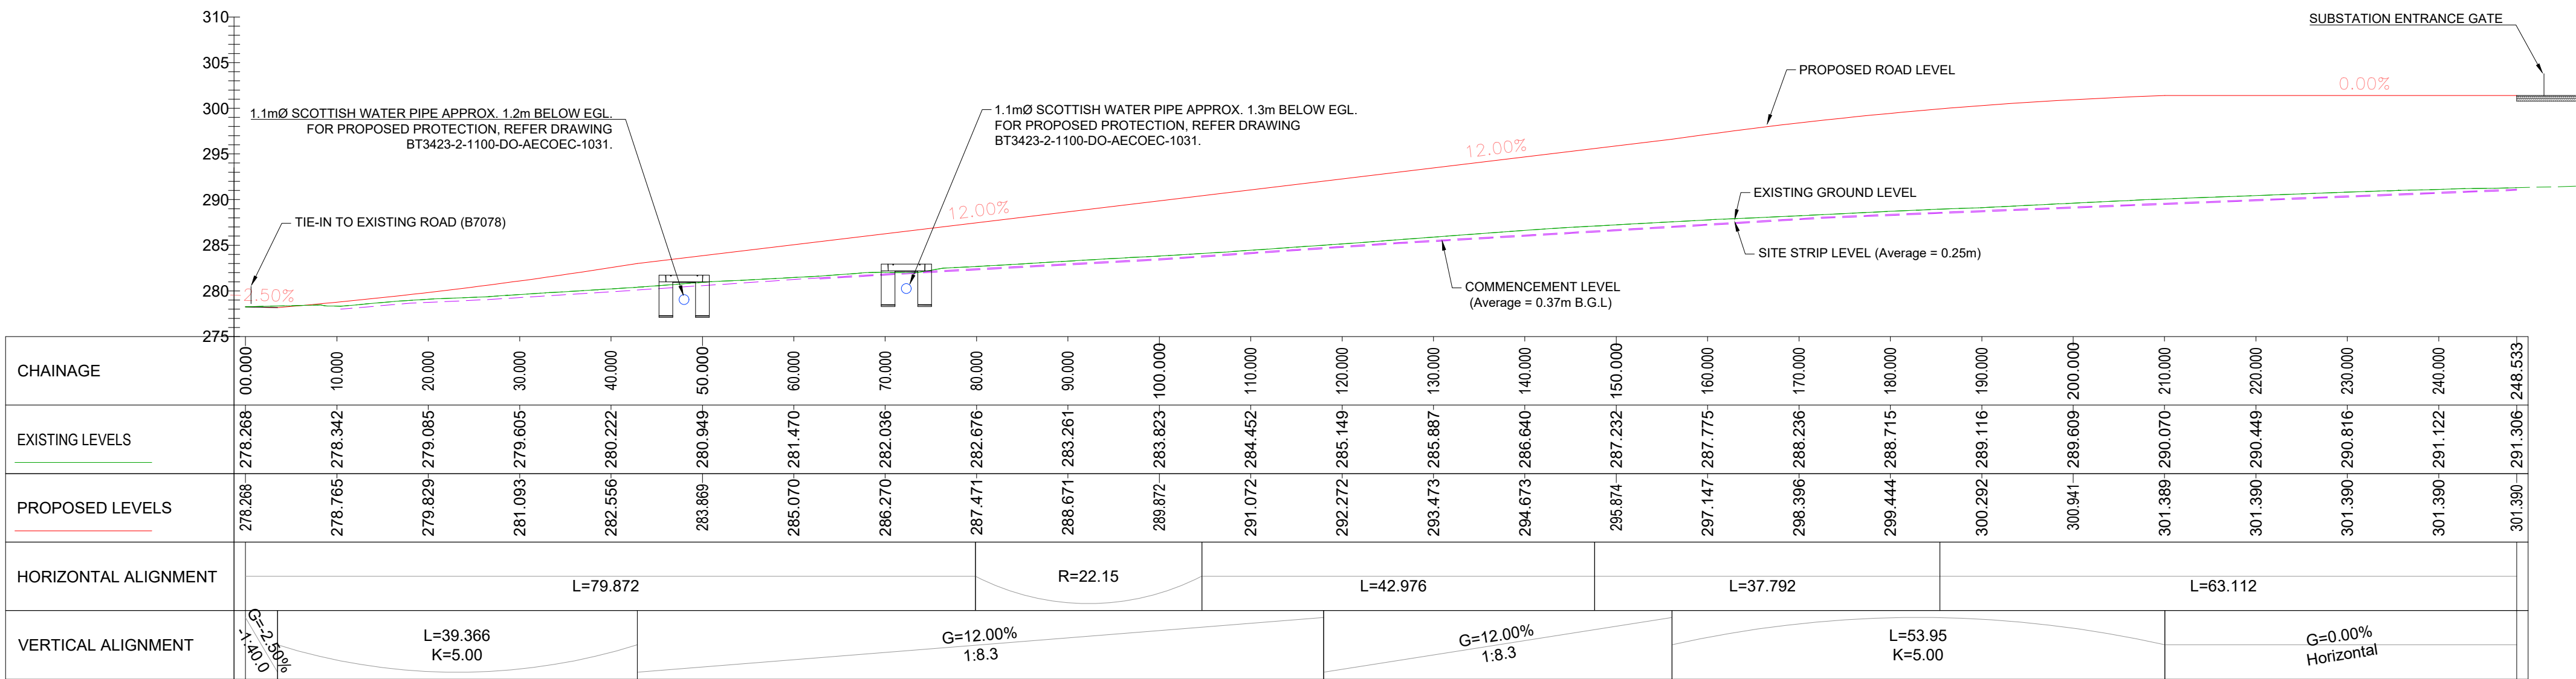 310
305
300
295
290
285
280
275
SUBSTATION ENTRANCE GATE
PROPOSED ROAD LEVEL
0.00%
1.1mØ SCOTTISH WATER PIPE APPROX. 1.2m BELOW EGL.
FOR PROPOSED PROTECTION, REFER DRAWING
BT3423-2-1100-DO-AECOEC-1031.
1.1mØ SCOTTISH WATER PIPE APPROX. 1.3m BELOW EGL.
FOR PROPOSED PROTECTION, REFER DRAWING
BT3423-2-1100-DO-AECOEC-1031.
12.00%
12.00%
EXISTING GROUND LEVEL
TIE-IN TO EXISTING ROAD (B7078)
SITE STRIP LEVEL (Average = 0.25m)
2.50%
COMMENCEMENT LEVEL
(Average = 0.37m B.G.L)
CHAINAGE
00.000
10.000
20.000
30.000
40.000
50.000
60.000
70.000
80.000
90.000
100.000
110.000
120.000
130.000
140.000
150.000
160.000
170.000
180.000
190.000
200.000
210.000
220.000
230.000
240.000
248.533
EXISTING LEVELS
278.268
278.342
279.085
279.605
280.222
280.949
281.470
282.036
282.676
283.261
283.823
284.452
285.149
285.887
286.640
287.232
287.775
288.236
288.715
289.116
289.609
290.070
290.449
290.816
291.122
291.306
PROPOSED LEVELS
278.268
278.765
279.829
281.093
282.556
283.869
285.070
286.270
287.471
288.671
289.872
291.072
292.272
293.473
294.673
295.874
297.147
298.396
299.444
300.292
300.941
301.389
301.390
301.390
301.390
301.390
HORIZONTAL ALIGNMENT
L=79.872
R=22.15
L=42.976
L=37.792
L=63.112
VERTICAL ALIGNMENT
G=-2.50%
-1:40.0
L=39.366
K=5.00
G=12.00%
1:8.3
G=12.00%
1:8.3
L=53.95
K=5.00
G=0.00%
Horizontal